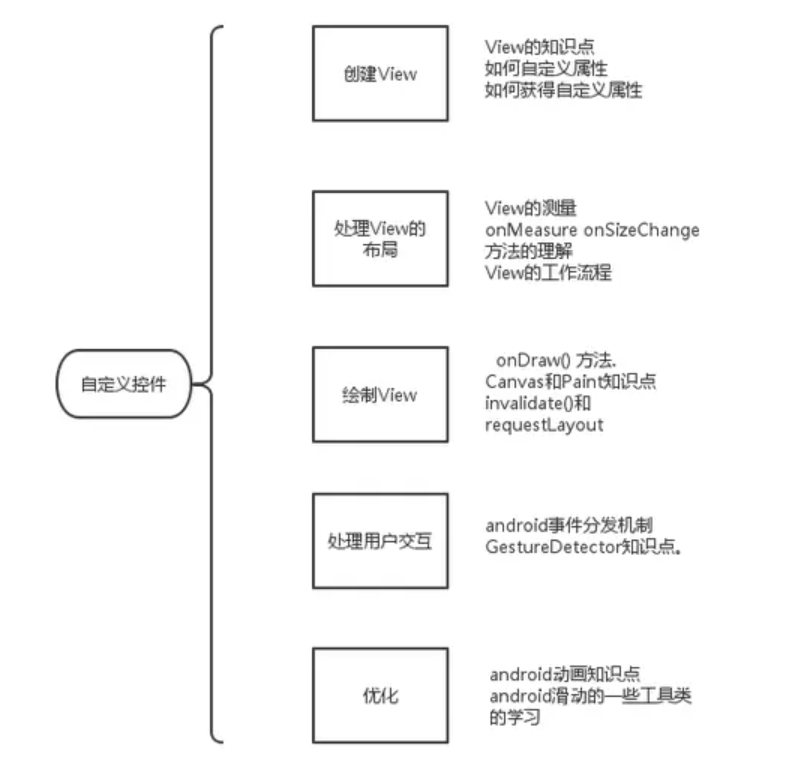 创建View
View的知识点
如何自定义属性
如何获得自定义属性
处理View的
布局
View的测量
onMeasure onSizeChange
方法的理解
View的工作流程
自定义控件
绘制View
onDraw() 方法.
Canvas和Paint知识点
invalidate()和
requestLayout
处理用户交互
android事件分发机制
GestureDetector知识点。
优化
android动画知识点
android滑动的一些工具类
的学习